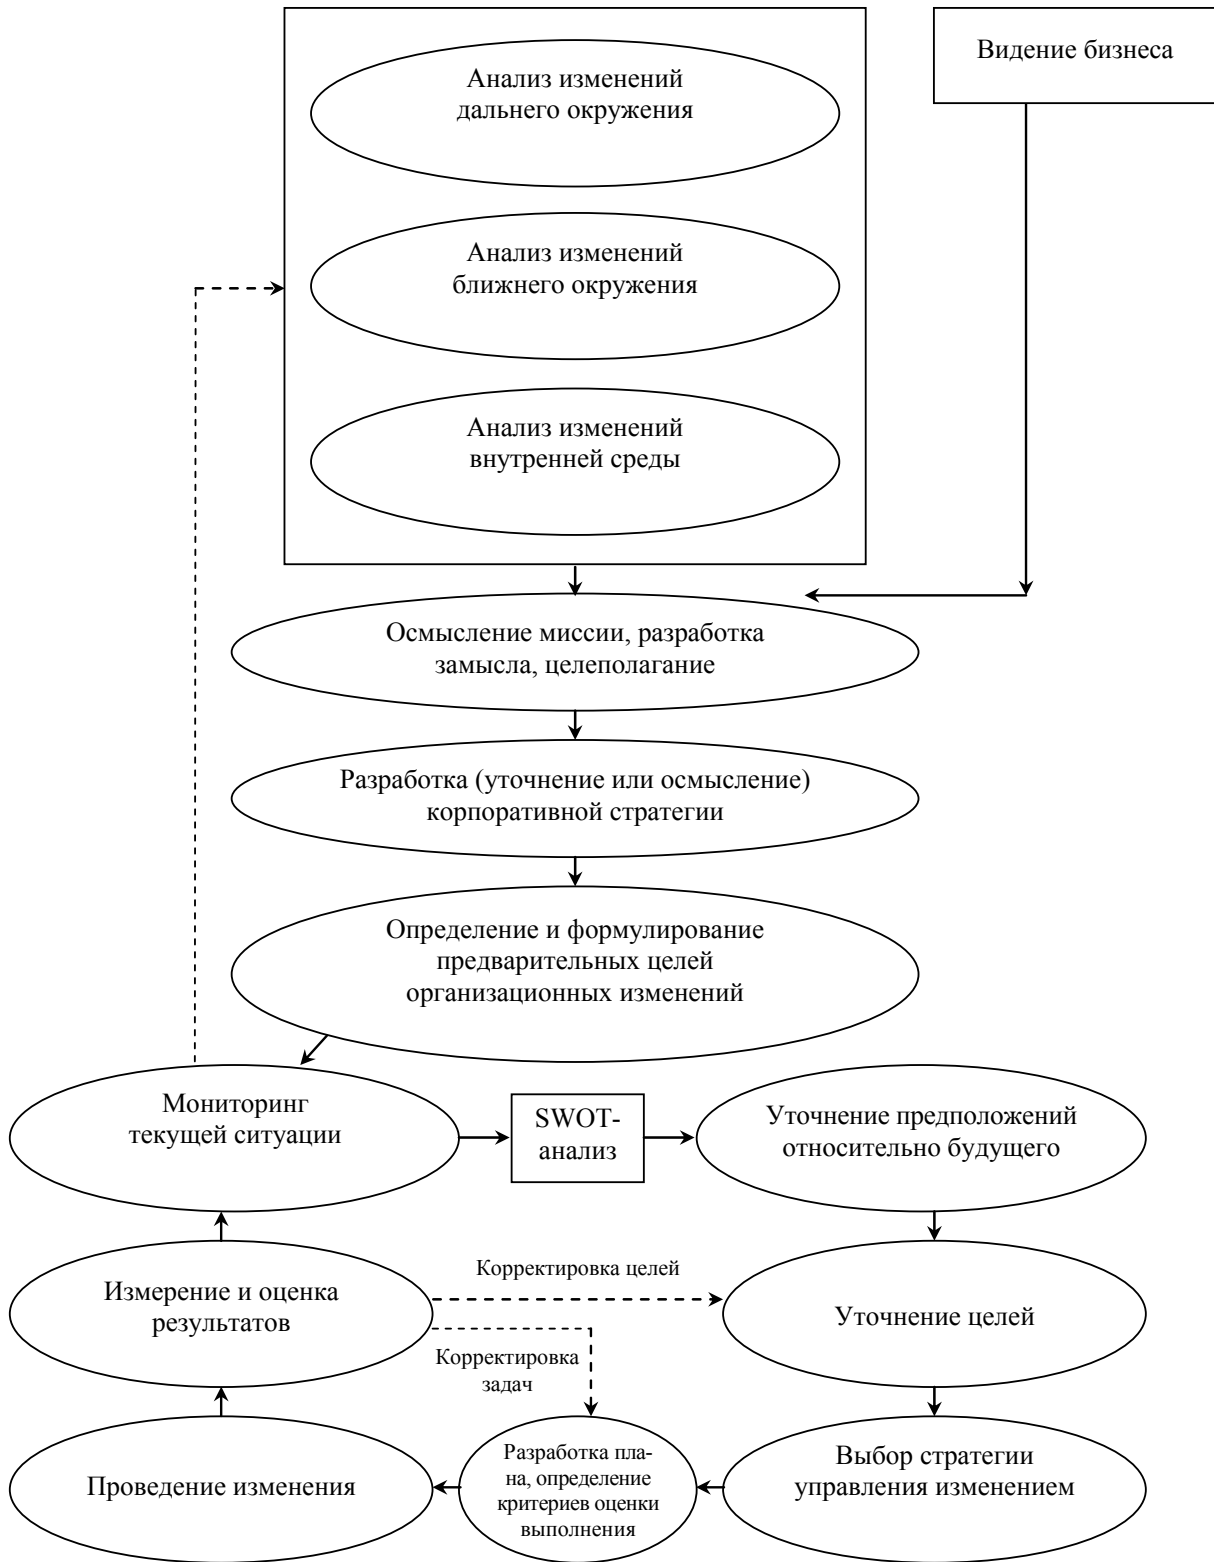 Видение бизнеса
Анализ изменений
дальнего окружения
Анализ изменений
ближнего окружения
Анализ изменений
внутренней среды
Осмысление миссии, разработка
замысла, целеполагание
Разработка (уточнение или осмысление)
корпоративной стратегии
Определение и формулирование
предварительных целей
организационных изменений
Мониторинг
текущей ситуации
SWOT-
анализ
Уточнение предположений
относительно будущего
Измерение и оценка
результатов
Корректировка целей
Уточнение целей
Корректировка
задач
Проведение изменения
Разработка пла-
на, определение
критериев оценки
выполнения
Выбор стратегии
управления изменением